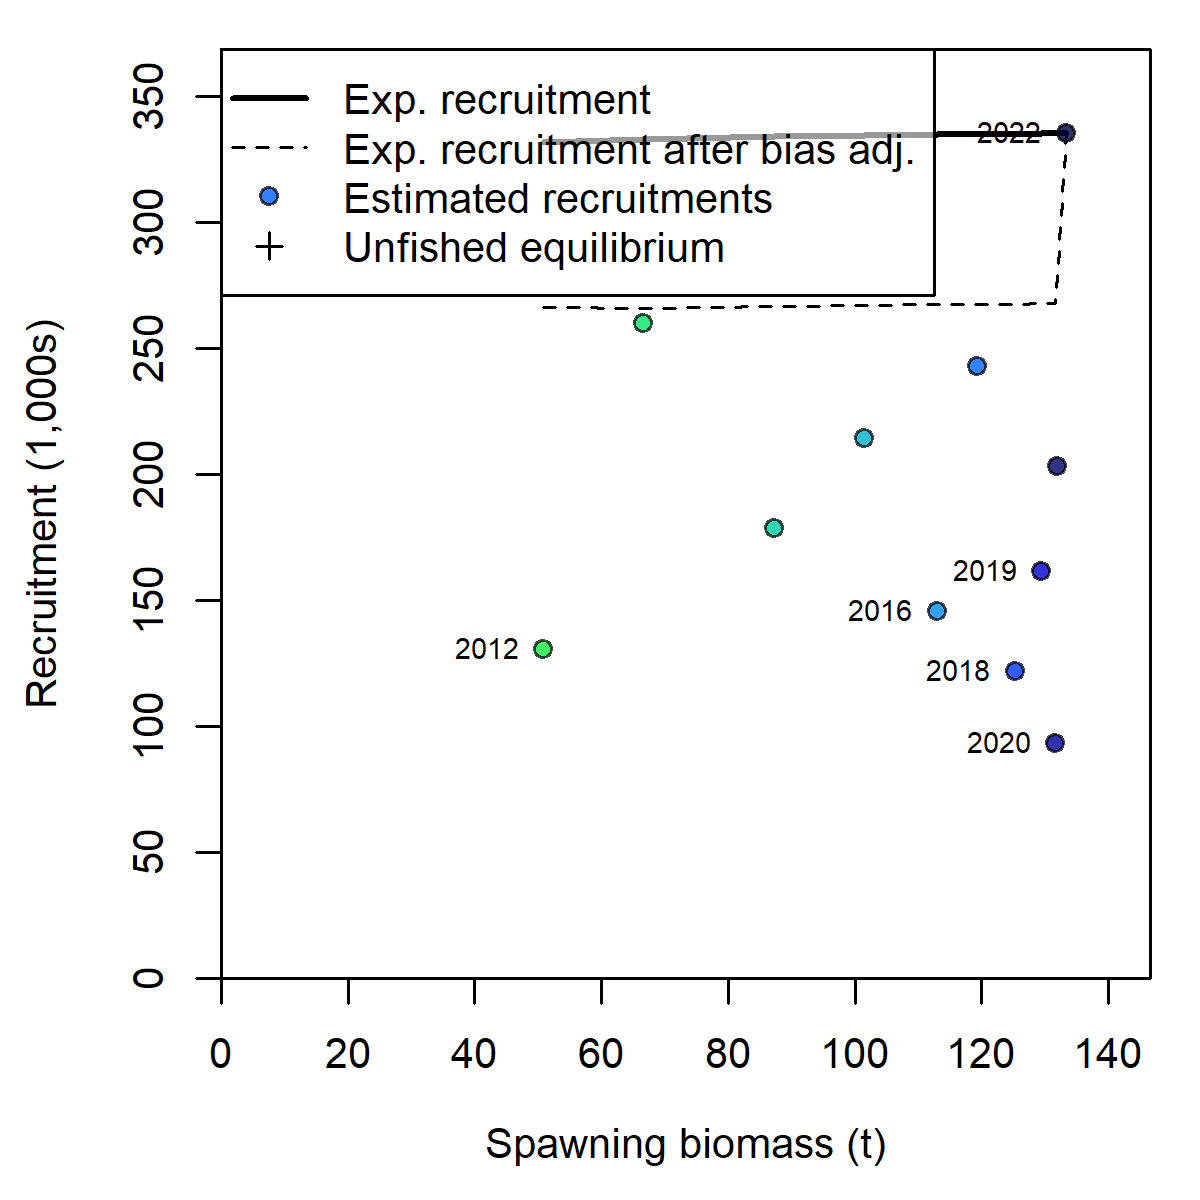 Exp. recruitment
Exp. recruitment after bias adj.
Estimated recruitments
Unfished equilibrium
2022
2019
2016
2012
2018
2020
Recruitment (1,000s)
350
300
250
200
150
100
50
0
0 20 40 60 80 100 120 140
Spawning biomass (t)